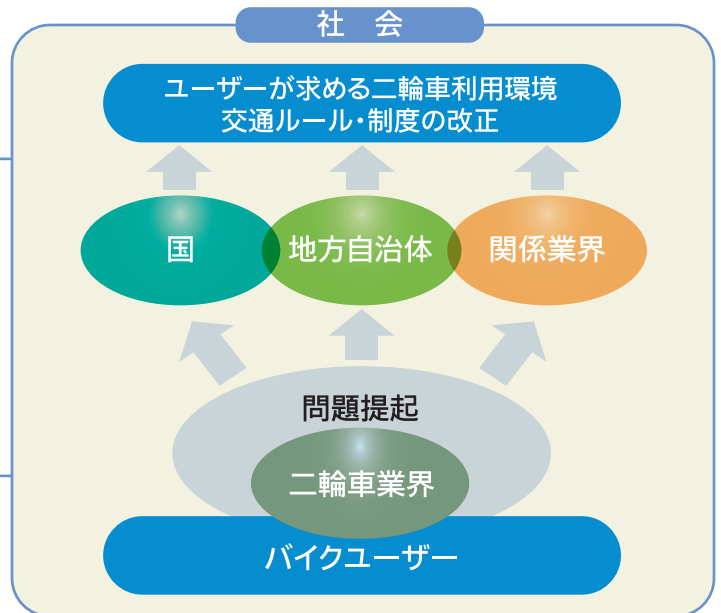 社　会
ユーザーが求める二輪車利用環境
交通ルール・制度の改正
国
地方自治体
関係業界
問題提起
二輪車業界
バイクユーザー